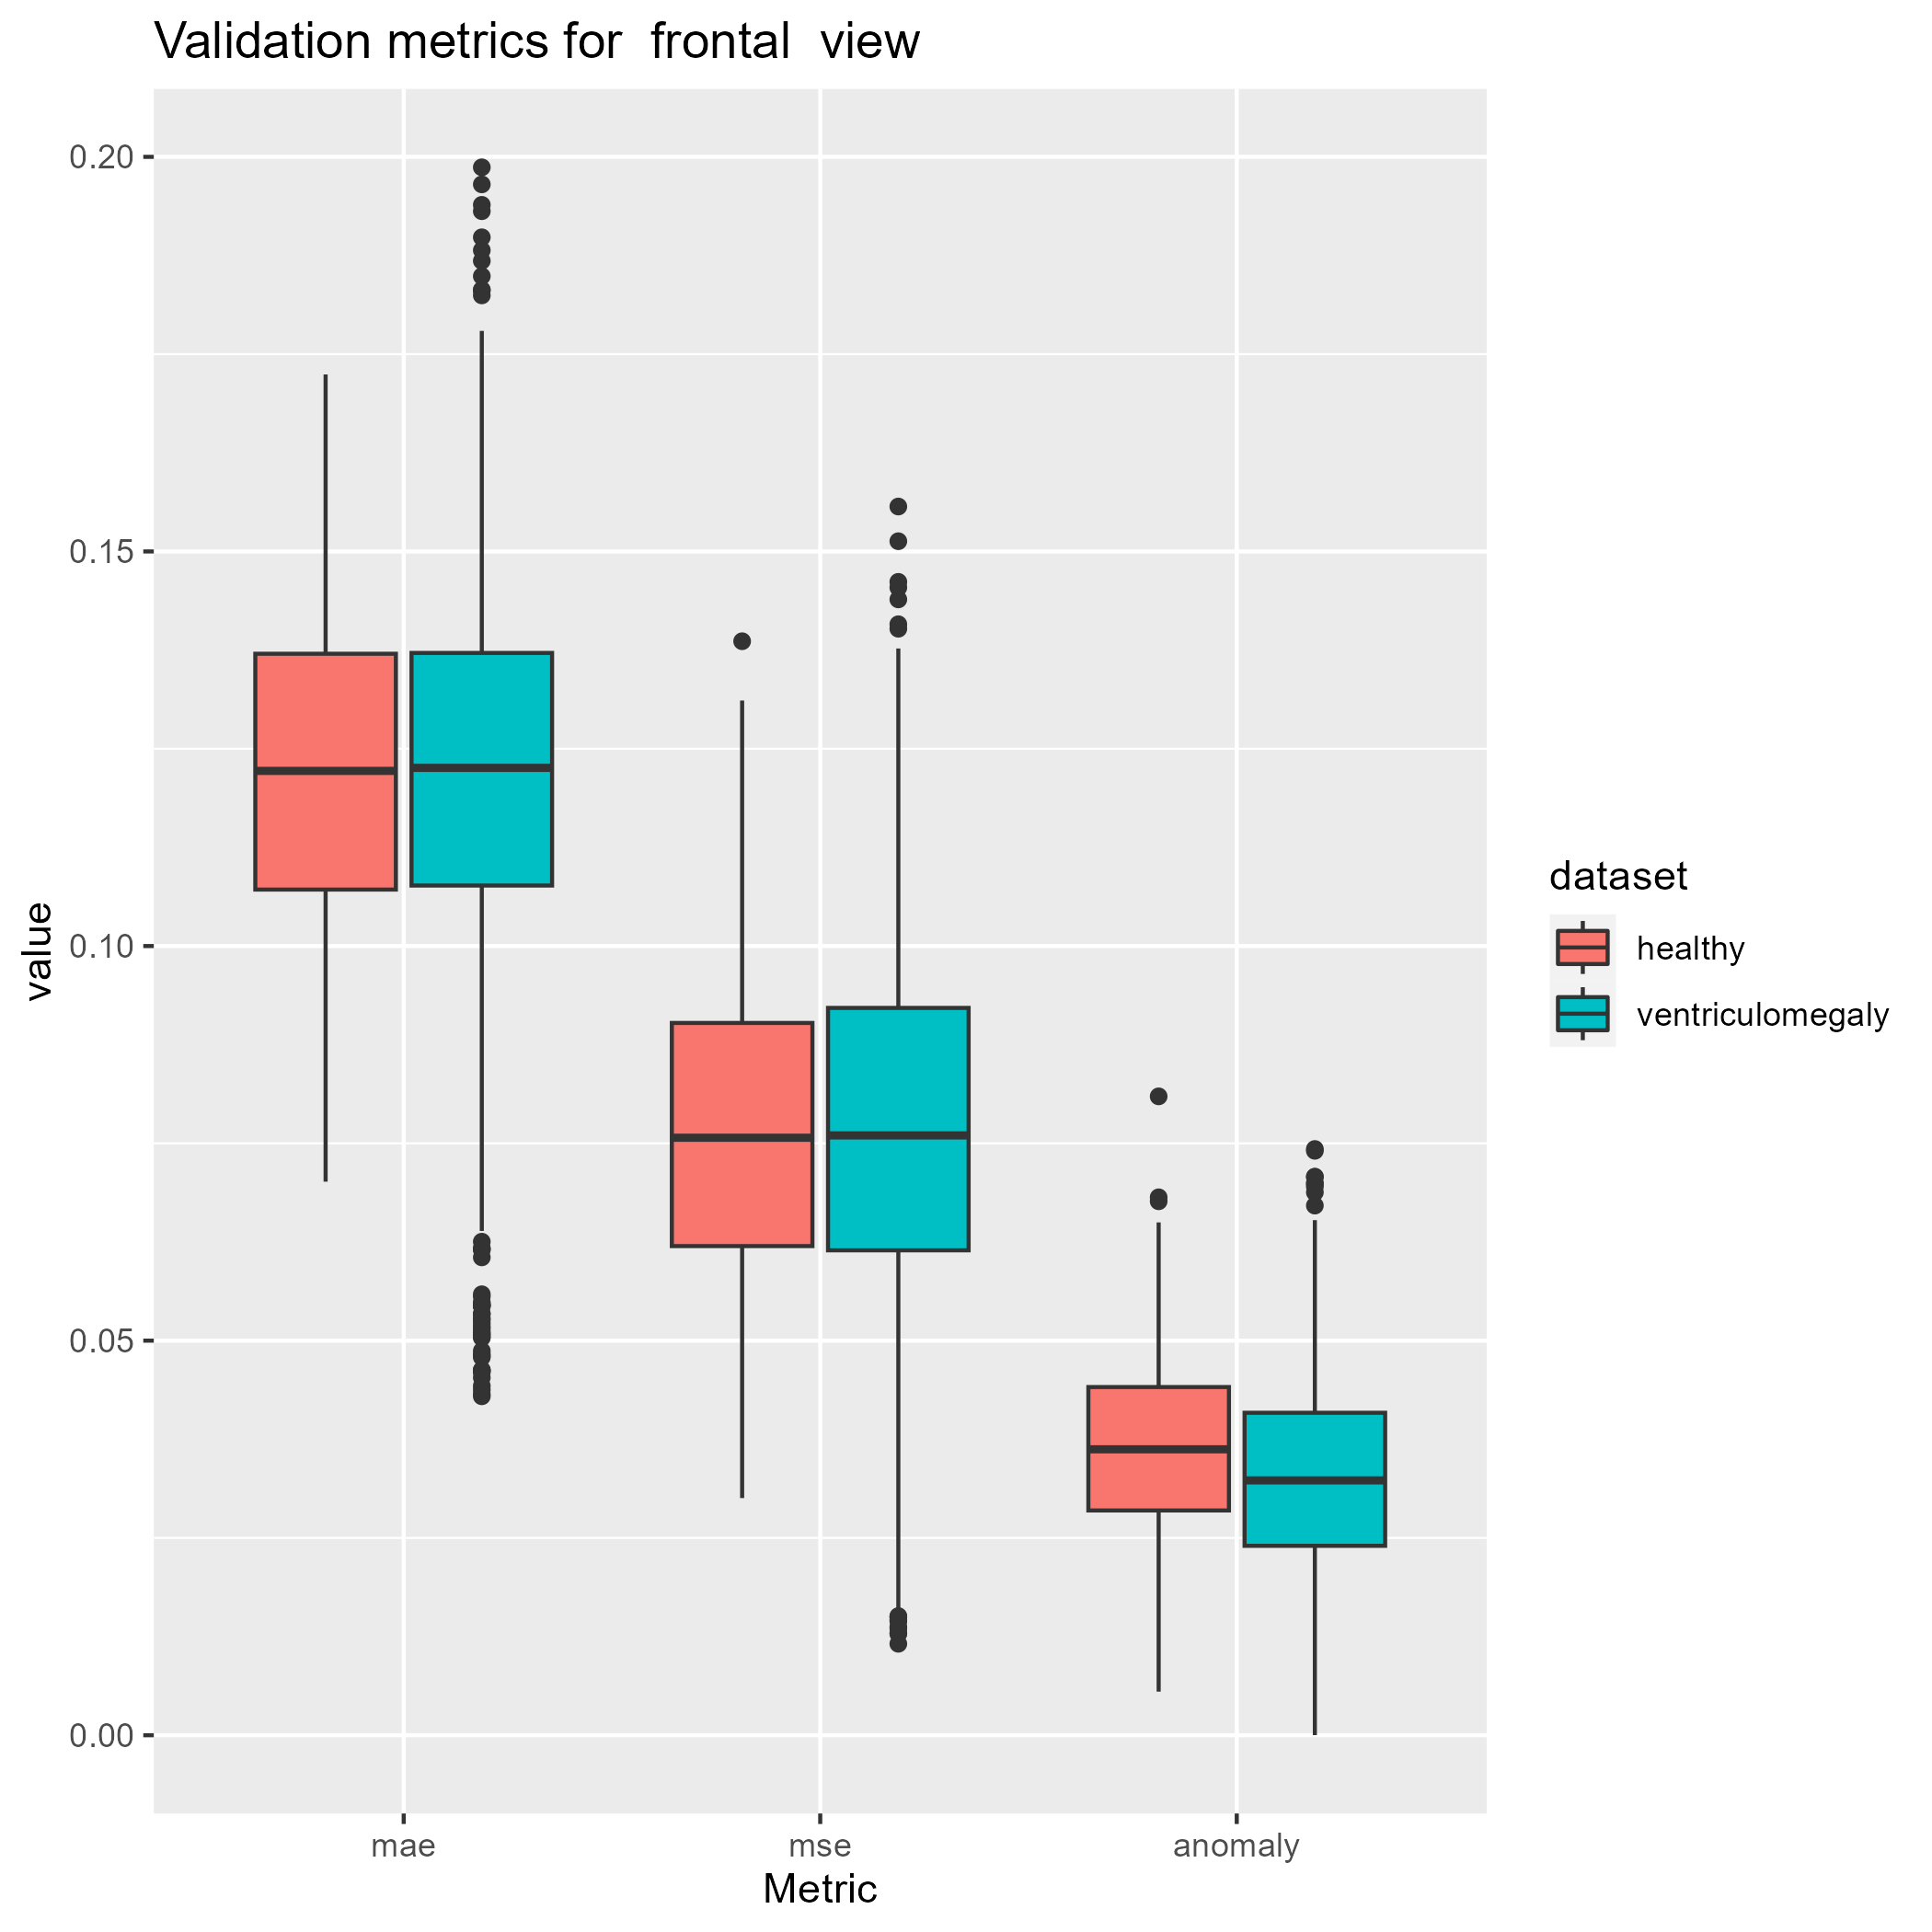 Validation metrics for  frontal  view
0.20
0.15
0.10
0.05
0.00
value
mae
mse
anomaly
Metric
dataset
healthy
ventriculomegaly